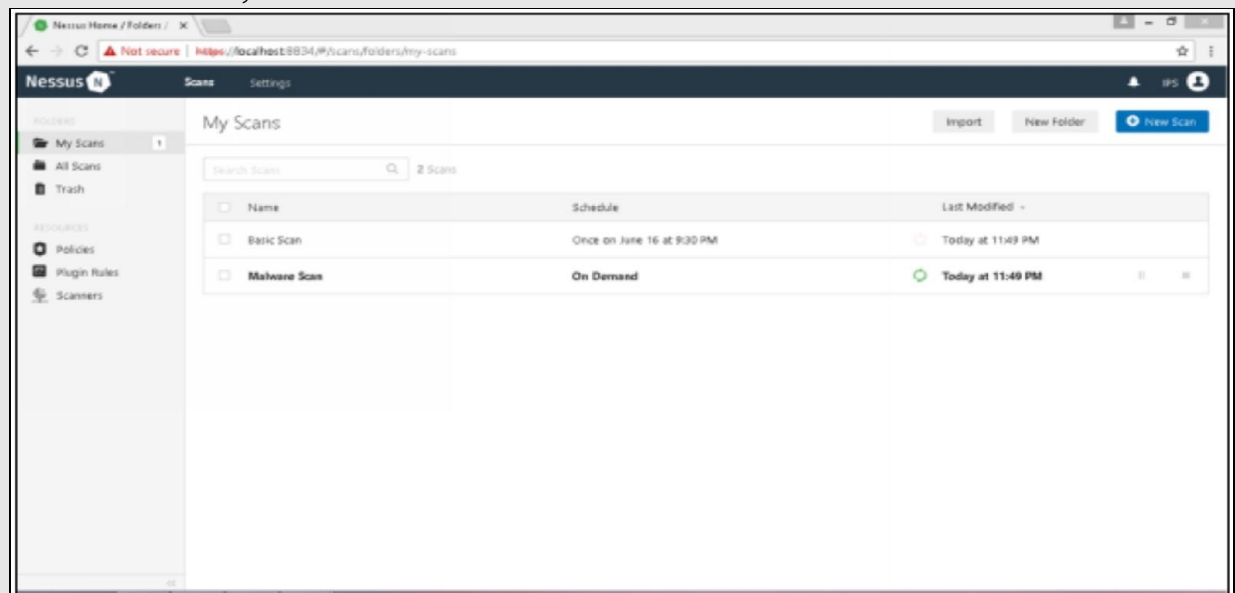 Nessus Home / Folders /
Not secure https://localhost:8834/#/scans/folders/my-scans
Nessus N Scans Settings IPS
FOLDERS
My Scans 1
All Scans
Trash
RESOURCES
Policies
Plugin Rules
Scanners
My Scans Import New Folder New Scan
Search Scans 2 Scans
Name Schedule Last Modified
Basic Scan Once on June 16 at 9:30 PM Today at 11:49 PM
Malware Scan On Demand Today at 11:49 PM